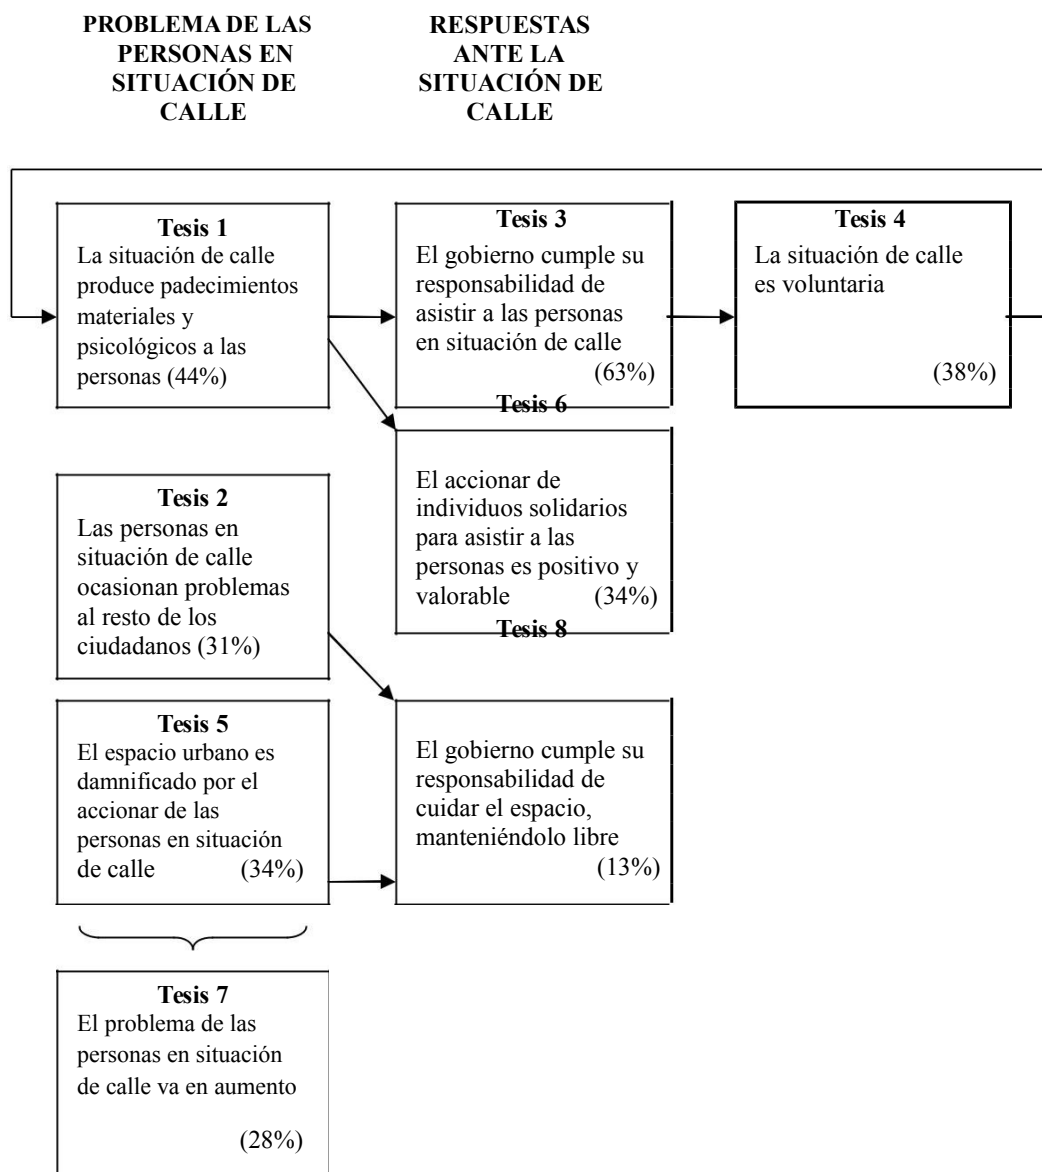 PROBLEMA DE LAS
PERSONAS EN
SITUACIÓN DE
CALLE
RESPUESTAS
ANTE LA
SITUACIÓN DE
CALLE
Tesis 1
La situación de calle
produce padecimientos
materiales y
psicológicos a las
personas (44%)
Tesis 3
El gobierno cumple su
responsabilidad de
asistir a las personas
en situación de calle
(63%)
Tesis 4
La situación de calle
es voluntaria
(38%)
Tesis 6
El accionar de
individuos solidarios
para asistir a las
personas es positivo y
valorable (34%)
Tesis 2
Las personas en
situación de calle
ocasionan problemas
al resto de los
ciudadanos (31%)
Tesis 8
El gobierno cumple su
responsabilidad de
cuidar el espacio,
manteniéndolo libre
(13%)
Tesis 5
El espacio urbano es
damnificado por el
accionar de las
personas en situación
de calle (34%)
Tesis 7
El problema de las
personas en situación
de calle va en aumento
(28%)